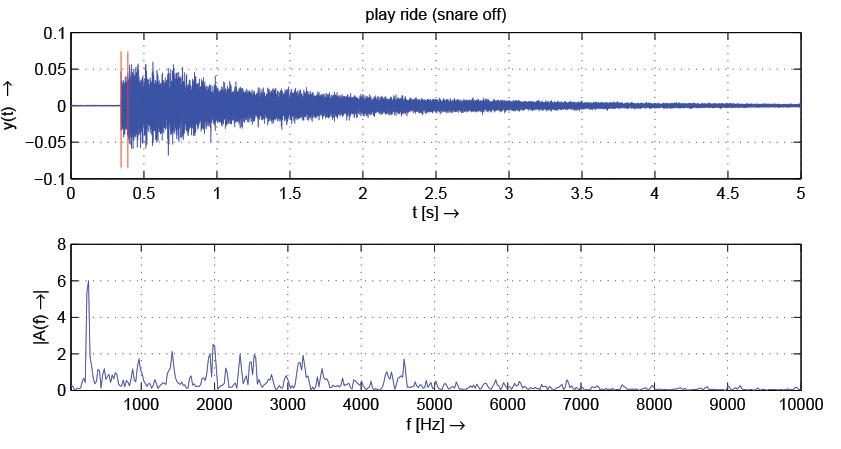 play ride (snare off)
0.1
0.05
0
−0.05
−0.1
y(t) →
0 0.5 1 1.5 2 2.5 3 3.5 4 4.5 5
t [s] →
8
6
4
2
0
|A(f) →|
1000 2000 3000 4000 5000 6000 7000 8000 9000 10000
f [Hz] →